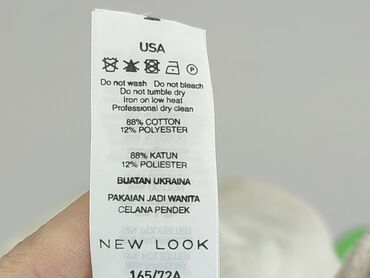 USA
P
Do not wash Do not bleach
Do not tumble dry
Iron on low heat
Professional dry clean
88% COTTON
12% POLYESTER
88% KATUN
12% POLIESTER
BUATAN UKRAINA
PAKAIAN JADI WANITA
CELANA PENDEK
NEW LOOK
165/72A